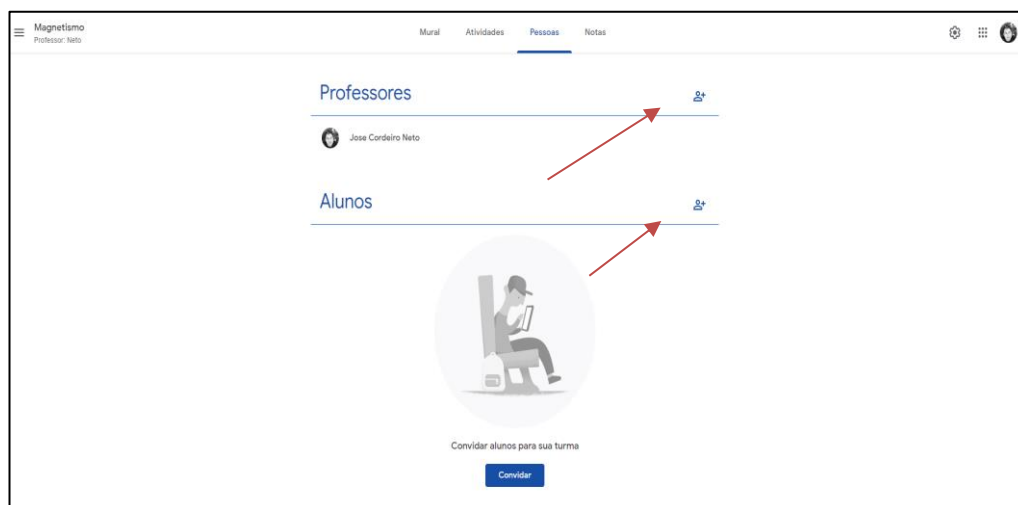 Magnetismo
Professor: Neto
Mural Atividades Pessoas Notas
Professores
Jose Cordeiro Neto
Alunos
Convidar alunos para sua turma
Convidar